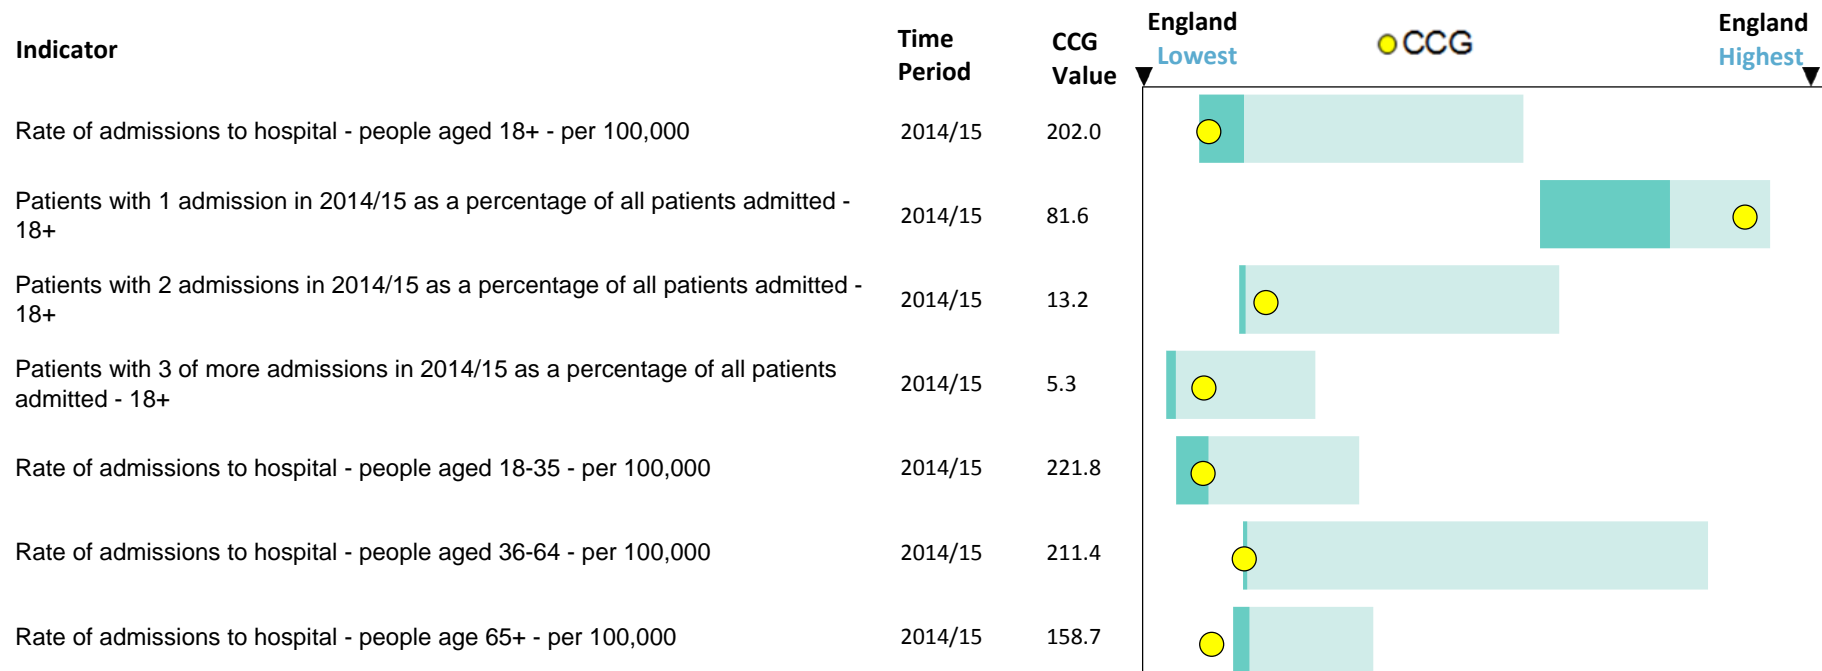 Indicator
Time
Period
CCG
Value
England
Lowest
CCG
England
Highest
Rate of admissions to hospital - people aged 18+ - per 100,000
2014/15
202.0
Patients with 1 admission in 2014/15 as a percentage of all patients admitted -
18+
2014/15
81.6
Patients with 2 admissions in 2014/15 as a percentage of all patients admitted -
18+
2014/15
13.2
Patients with 3 of more admissions in 2014/15 as a percentage of all patients
admitted - 18+
2014/15
5.3
Rate of admissions to hospital - people aged 18-35 - per 100,000
2014/15
221.8
Rate of admissions to hospital - people aged 36-64 - per 100,000
2014/15
211.4
Rate of admissions to hospital - people age 65+ - per 100,000
2014/15
158.7